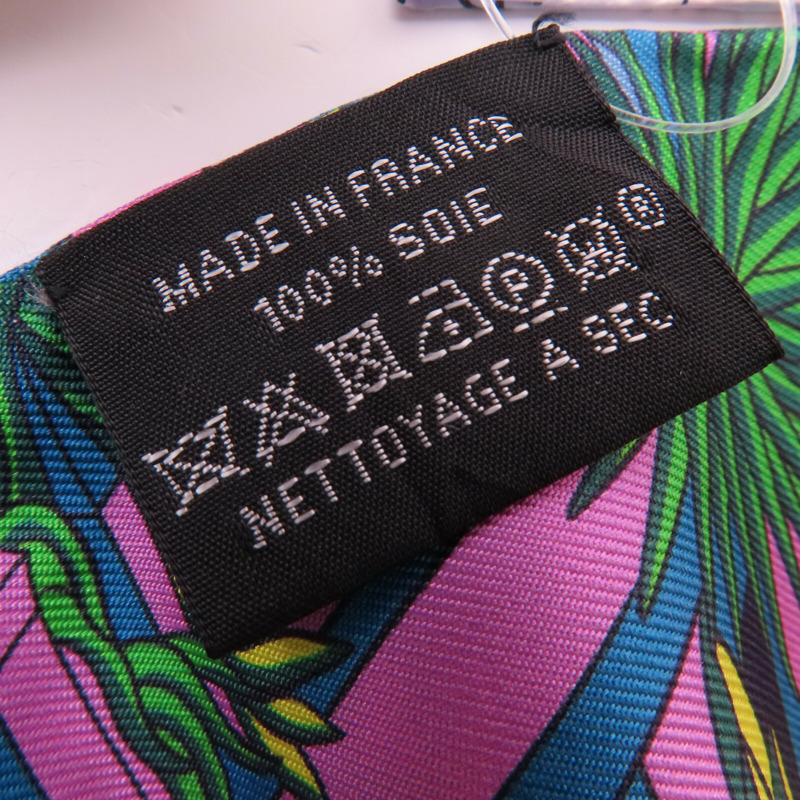 MADE IN FRANCE
100% SOIE
P W ®
NETTOYAGE A SEC